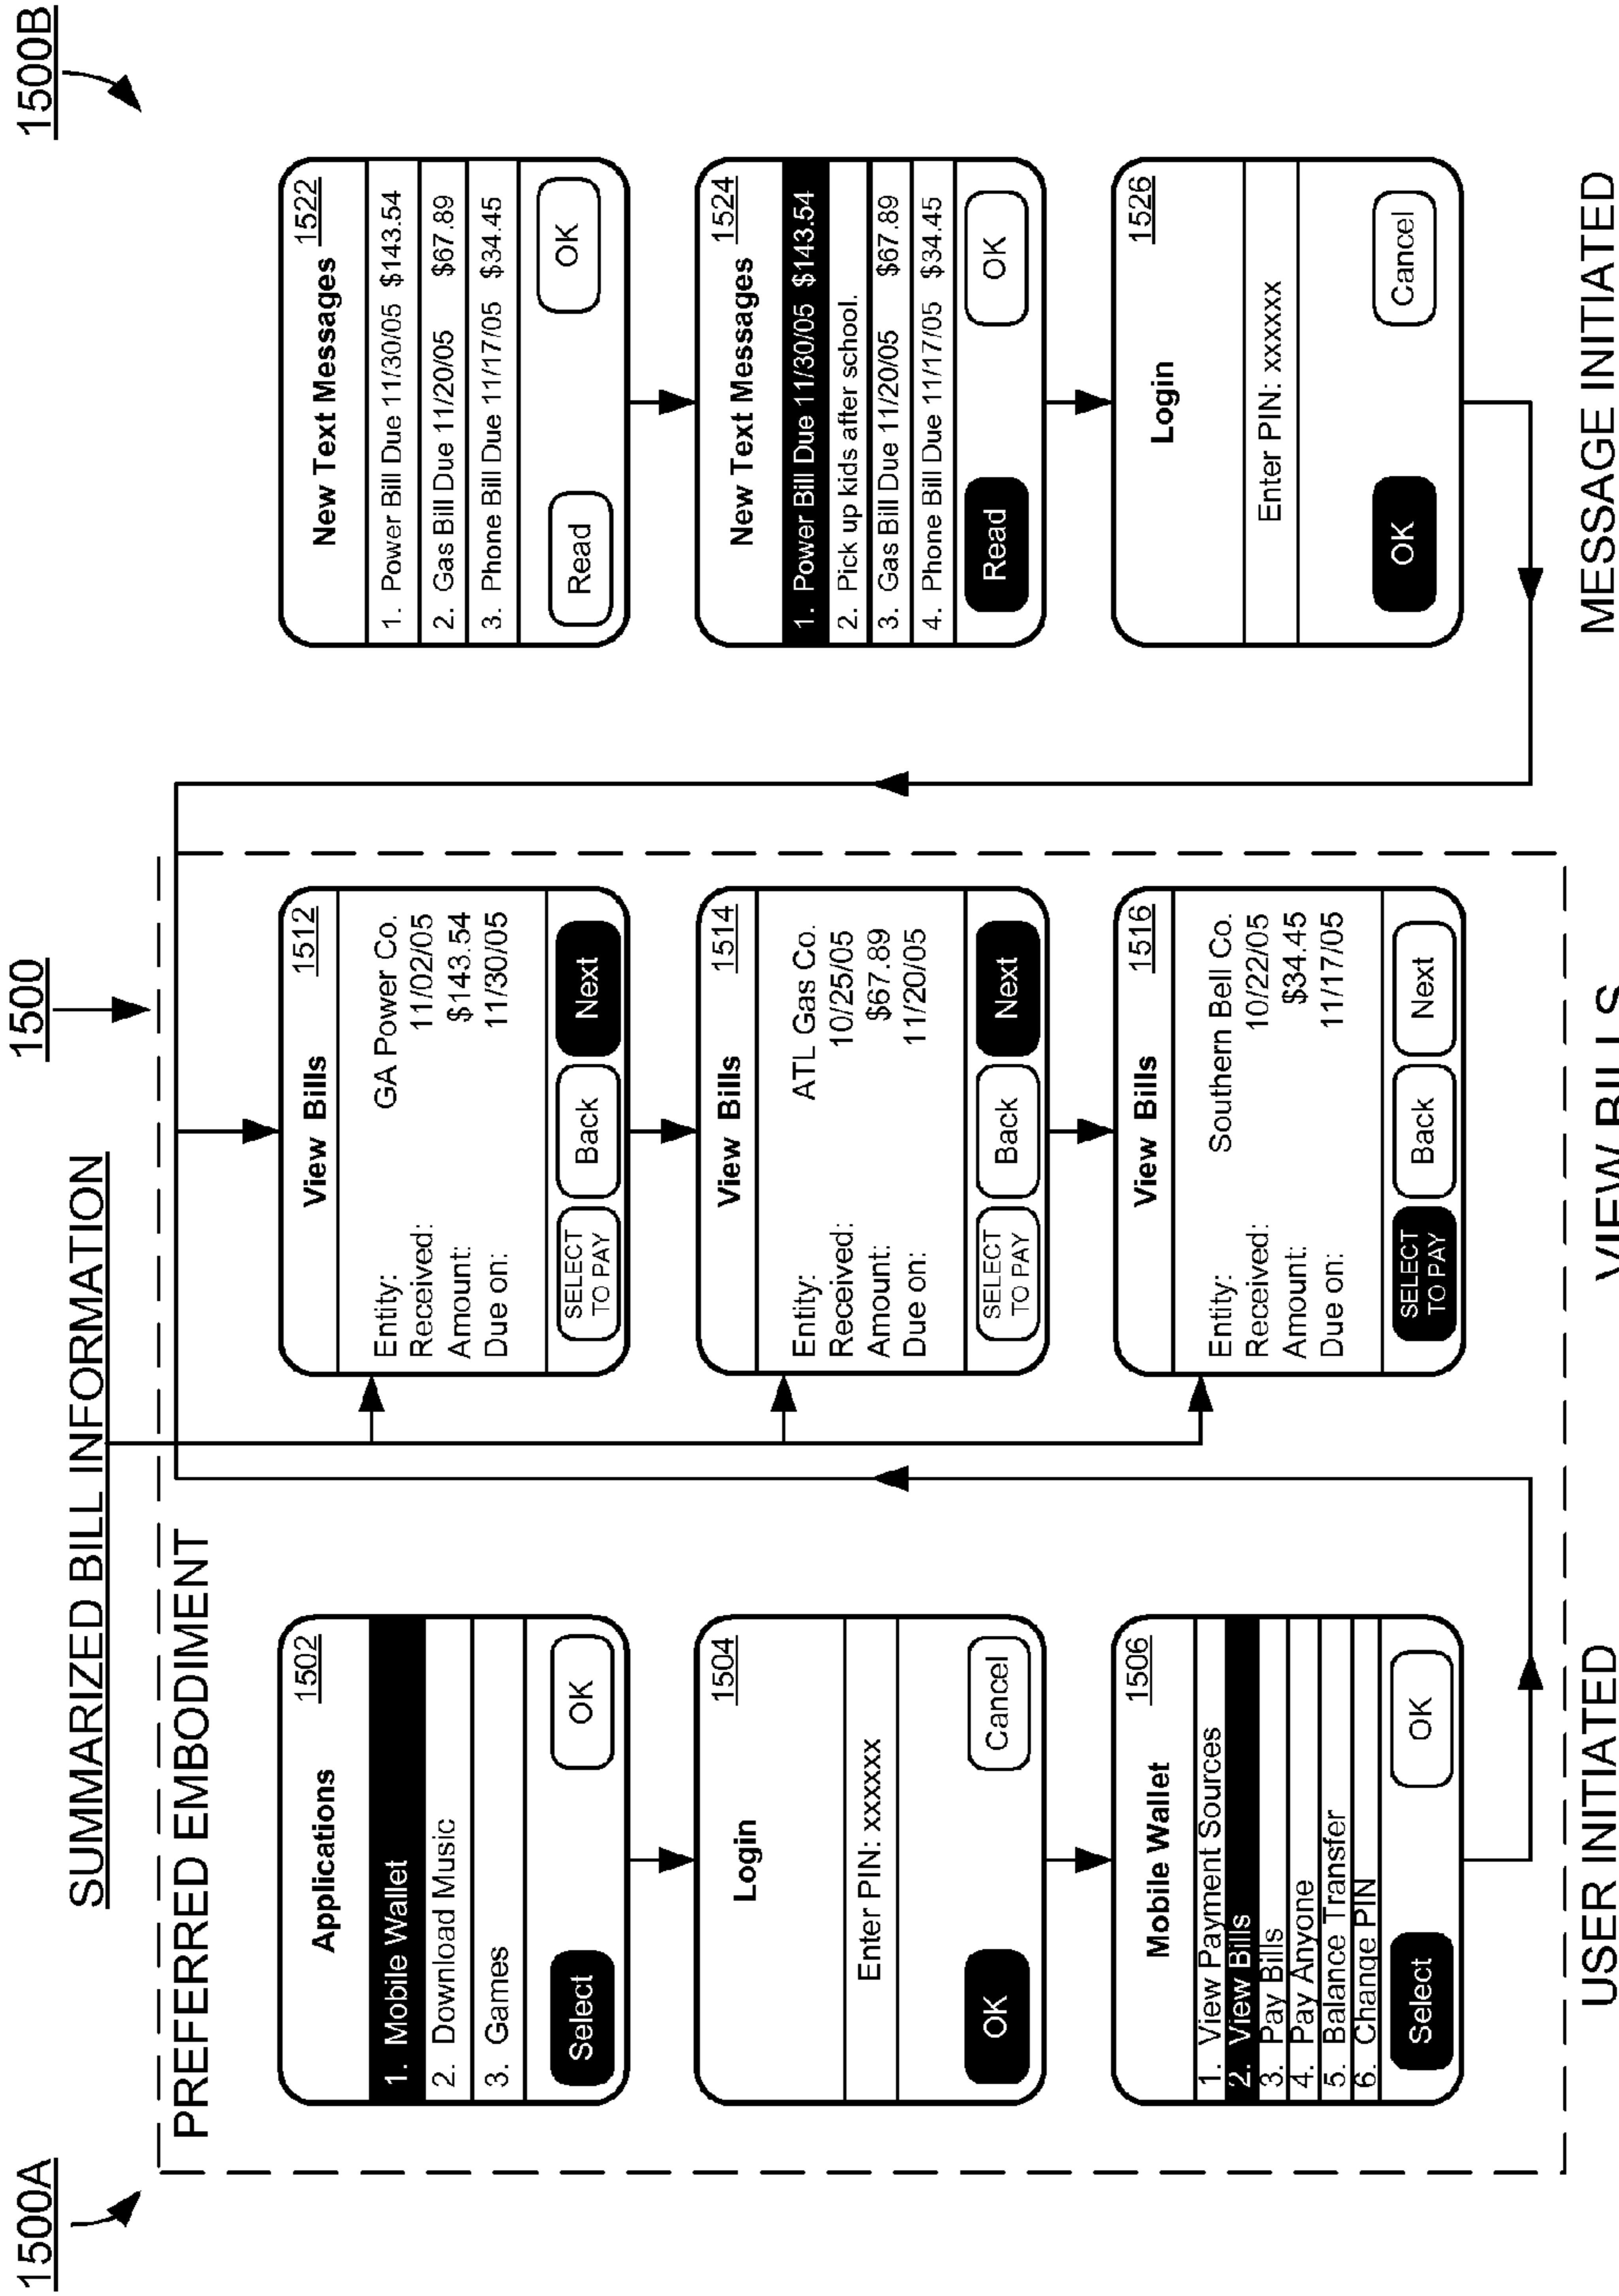 1500A
1500
1500B
SUMMARIZED BILL INFORMATION
PREFERRED EMBODIMENT
Applications
1502
1. Mobile Wallet
2. Download Music
3. Games
Select
OK
Login
1504
Enter PIN: xxxxxx
OK
Cancel
Mobile Wallet
1506
1. View Payment Sources
2. View Bills
3. Pay Bills
4. Pay Anyone
5. Balance Transfer
6. Change PIN
Select
OK
USER INITIATED
View Bills
1512
Entity: GA Power Co.
Received: 11/02/05
Amount: $143.54
Due on: 11/30/05
SELECT
TO PAY
Back
Next
View Bills
1514
Entity: ATL Gas Co.
Received: 10/25/05
Amount: $67.89
Due on: 11/20/05
SELECT
TO PAY
Back
Next
View Bills
1516
Entity: Southern Bell Co.
Received: 10/22/05
Amount: $34.45
Due on: 11/17/05
SELECT
TO PAY
Back
Next
VIEW BILLS
New Text Messages
1522
1. Power Bill Due 11/30/05 $143.54
2. Gas Bill Due 11/20/05 $67.89
3. Phone Bill Due 11/17/05 $34.45
Read
OK
New Text Messages
1524
1. Power Bill Due 11/30/05 $143.54
2. Pick up kids after school.
3. Gas Bill Due 11/20/05 $67.89
4. Phone Bill Due 11/17/05 $34.45
Read
OK
Login
1526
Enter PIN: xxxxxx
OK
Cancel
MESSAGE INITIATED